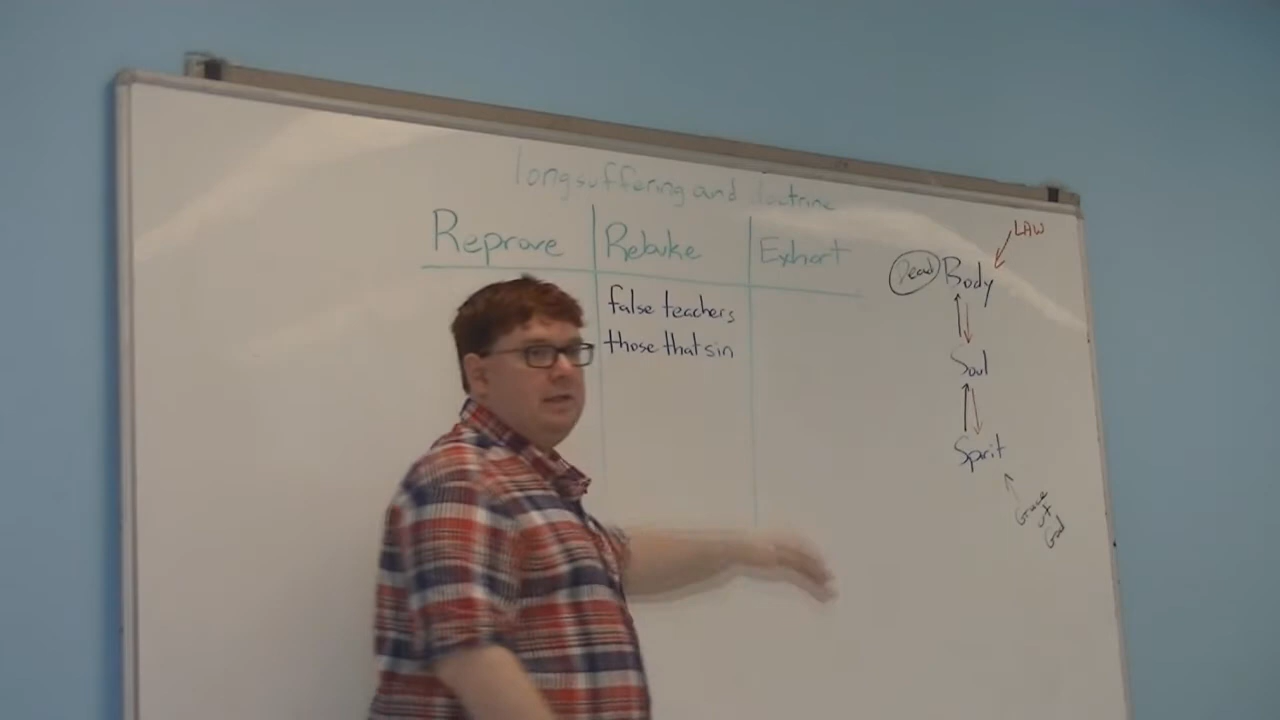 longsuffering and doctrine
Reprove Rebuke Exhort
false teachers
those that sin
LAW
Dead Body
Soul
Spirit
Grace
of
God